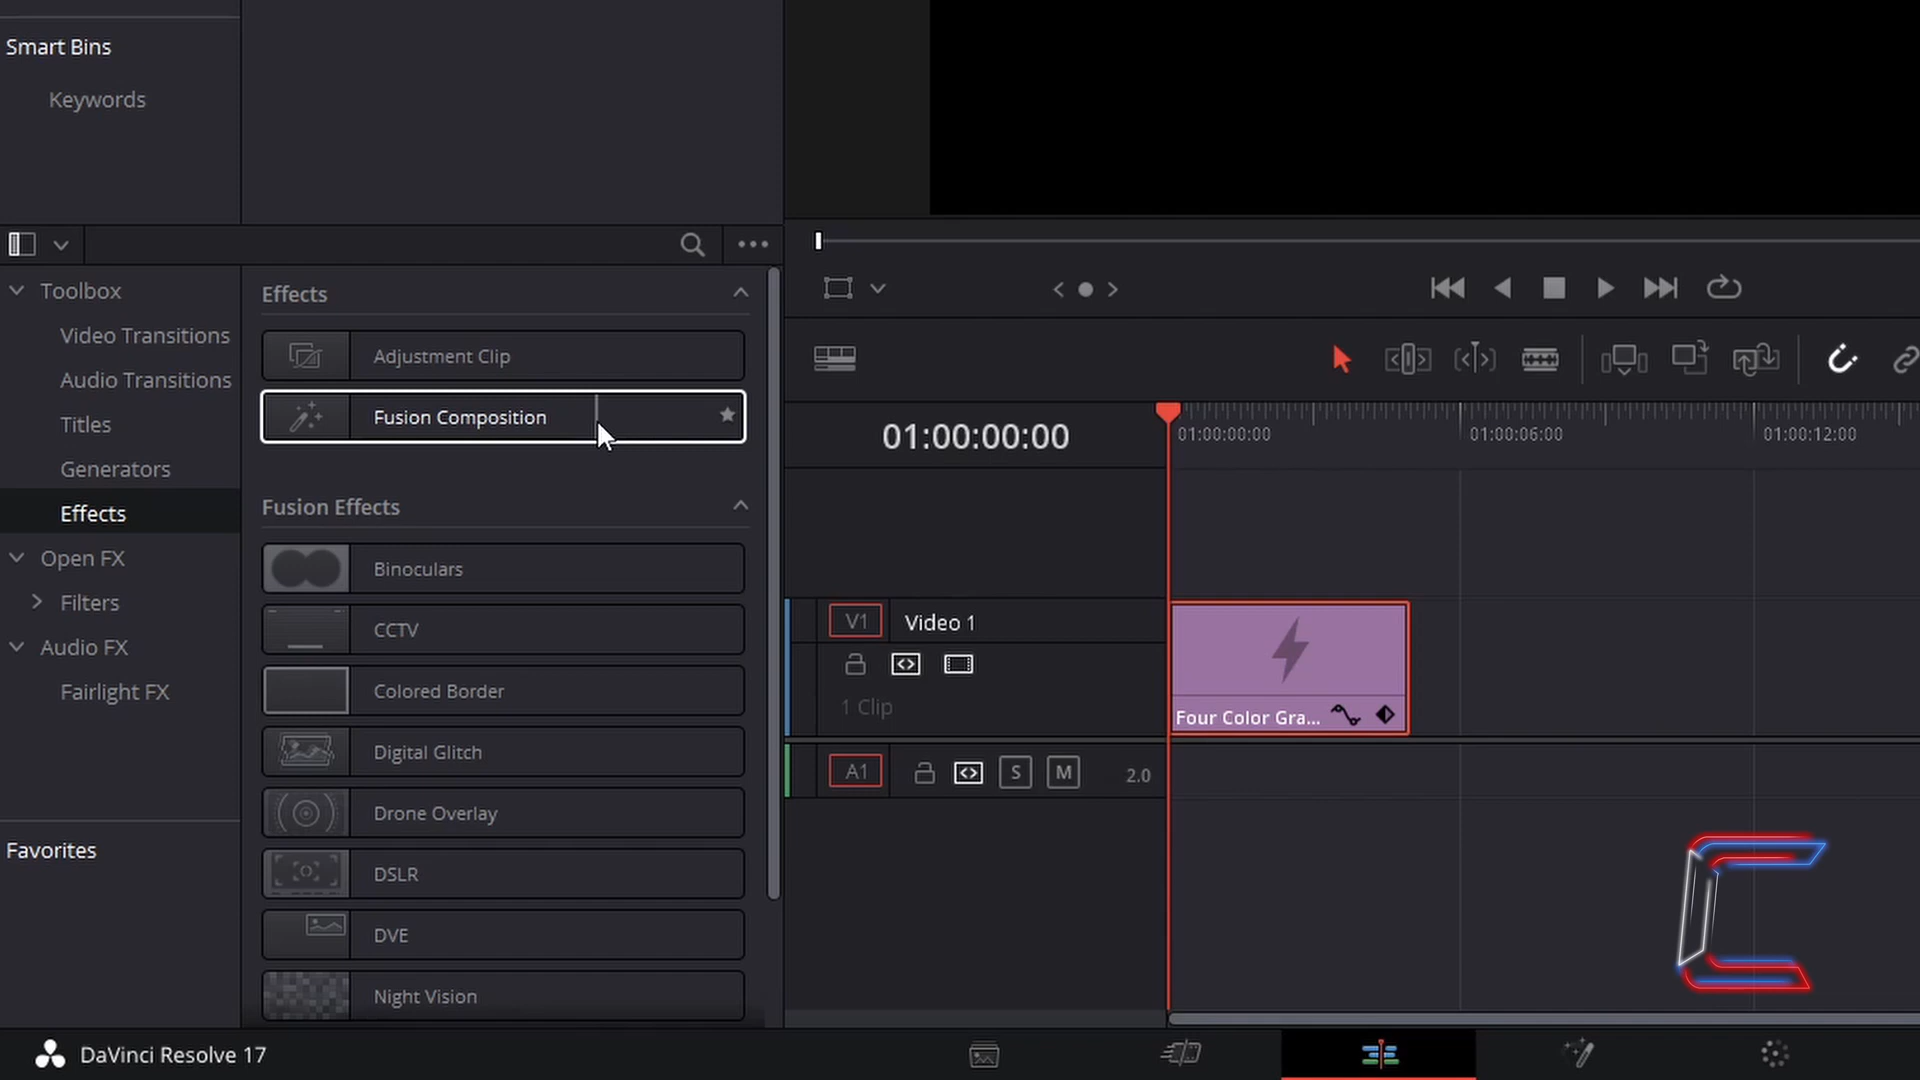 Smart Bins
Keywords
Toolbox
Video Transitions
Audio Transitions
Titles
Generators
Effects
Open FX
Filters
Audio FX
Fairlight FX
Favorites
Effects
Adjustment Clip
Fusion Composition
Fusion Effects
Binoculars
CCTV
Colored Border
Digital Glitch
Drone Overlay
DSLR
DVE
Night Vision
01:00:00:00
01:00:00:00
01:00:06:00
01:00:12:00
V1
Video 1
1 Clip
Four Color Gra...
A1
S
M
2.0
C
DaVinci Resolve 17